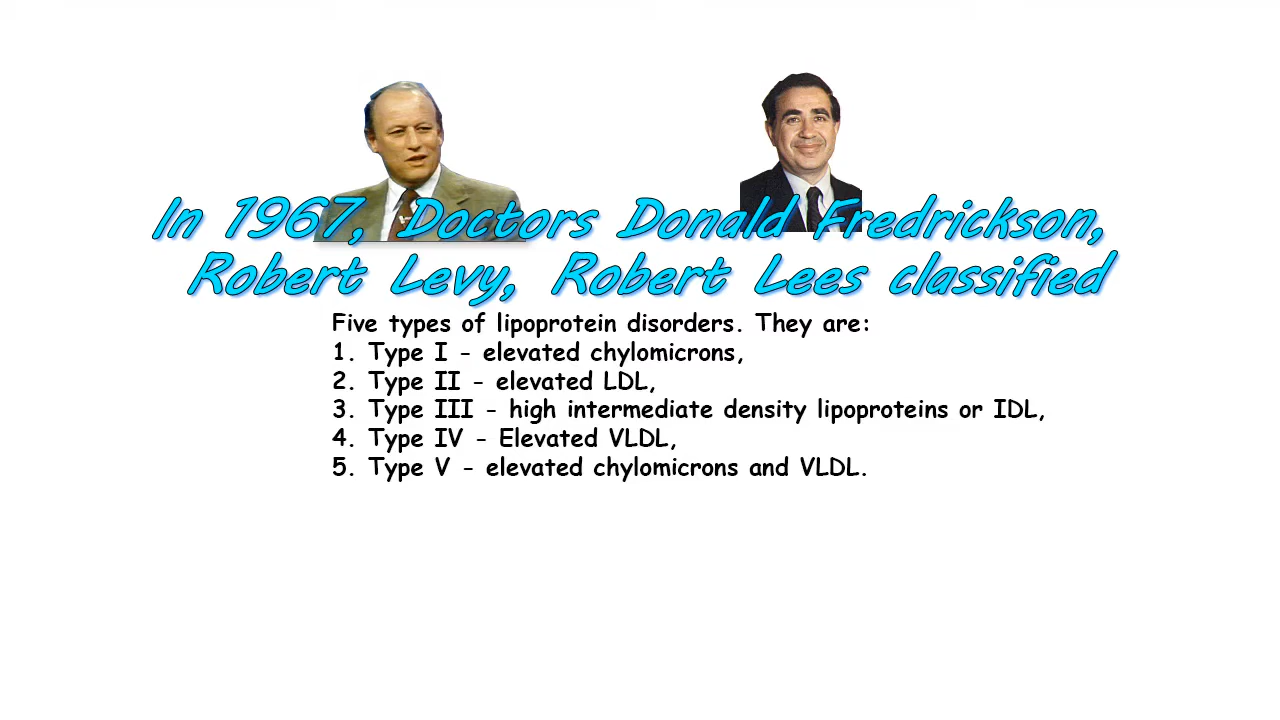 In 1967, Doctors Donald Fredrickson,
Robert Levy, Robert Lees classified
Five types of lipoprotein disorders. They are:
1. Type I - elevated chylomicrons,
2. Type II - elevated LDL,
3. Type III - high intermediate density lipoproteins or IDL,
4. Type IV - Elevated VLDL,
5. Type V - elevated chylomicrons and VLDL.